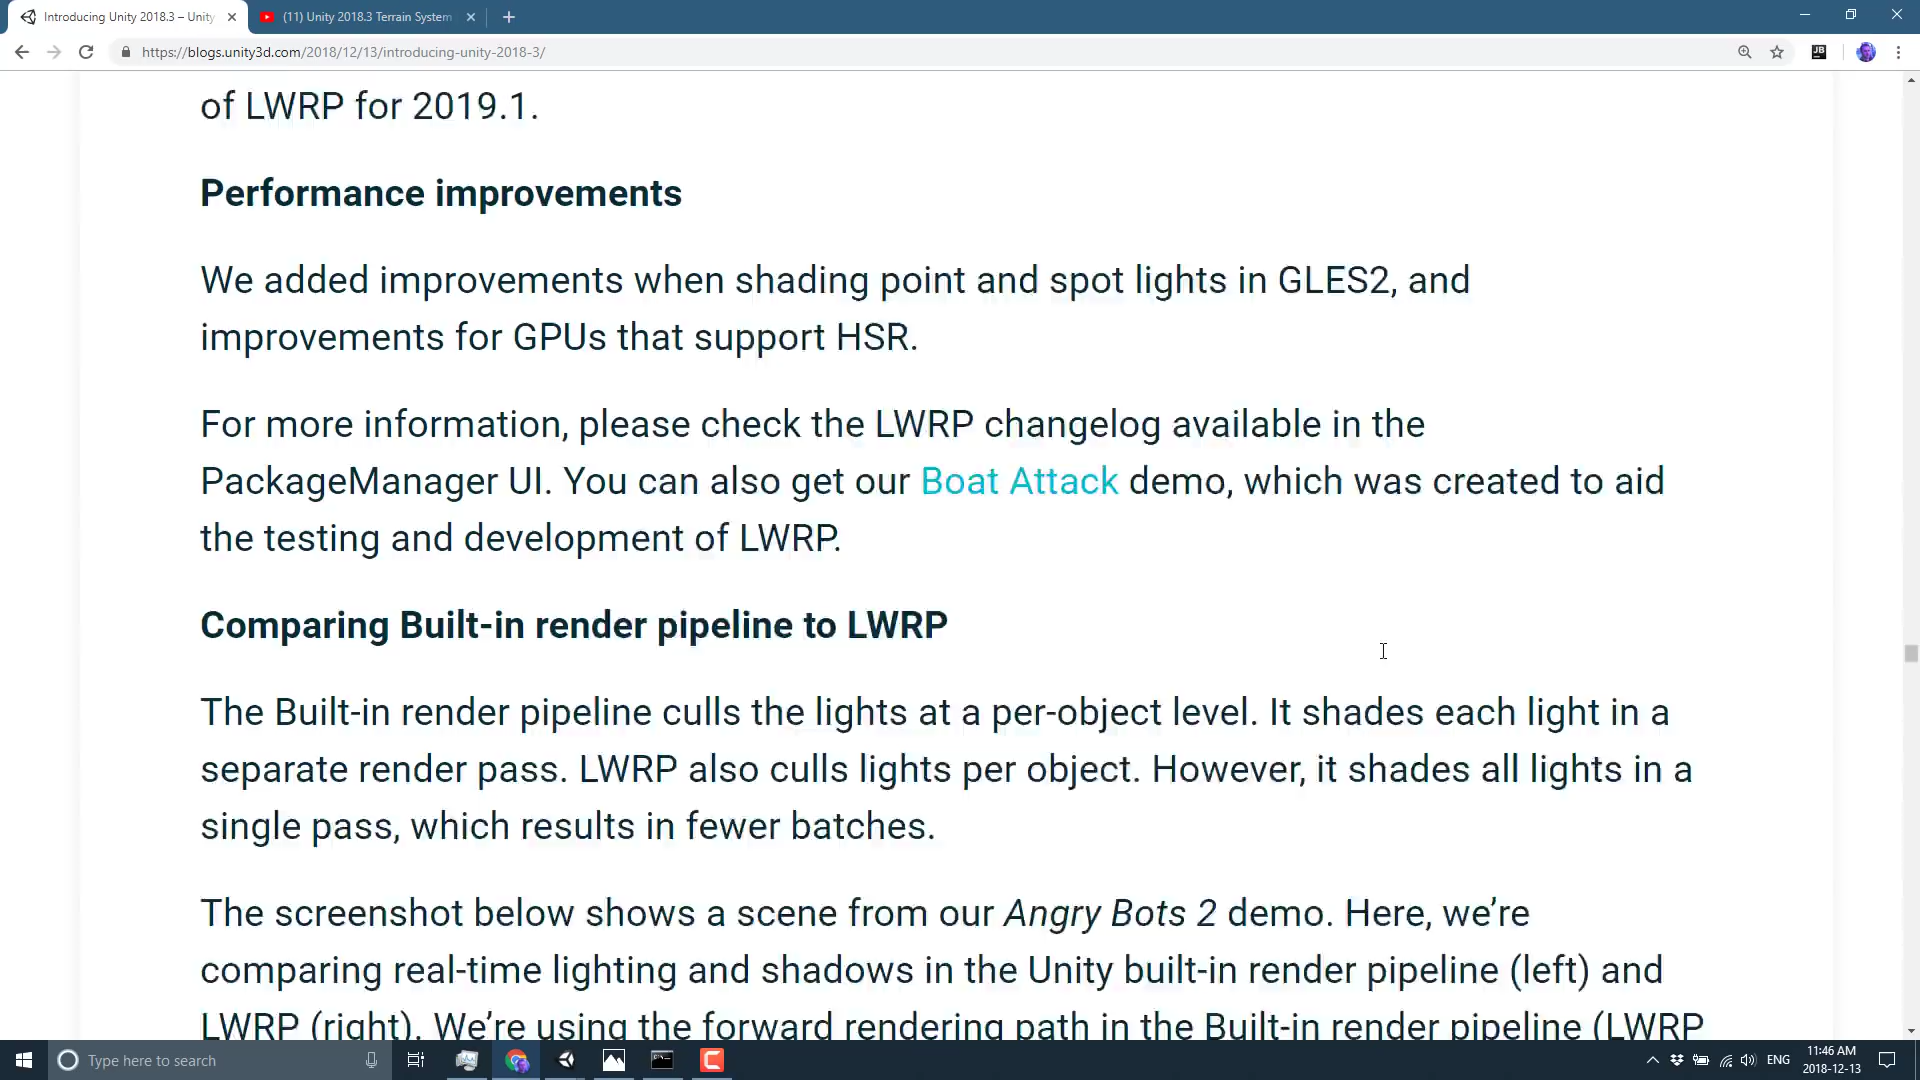 Introducing Unity 2018.3 – Unity
(11) Unity 2018.3 Terrain System
https://blogs.unity3d.com/2018/12/13/introducing-unity-2018-3/
JB
of LWRP for 2019.1.
Performance improvements
We added improvements when shading point and spot lights in GLES2, and
improvements for GPUs that support HSR.
For more information, please check the LWRP changelog available in the
PackageManager UI. You can also get our Boat Attack demo, which was created to aid
the testing and development of LWRP.
Comparing Built-in render pipeline to LWRP
The Built-in render pipeline culls the lights at a per-object level. It shades each light in a
separate render pass. LWRP also culls lights per object. However, it shades all lights in a
single pass, which results in fewer batches.
The screenshot below shows a scene from our Angry Bots 2 demo. Here, we’re
comparing real-time lighting and shadows in the Unity built-in render pipeline (left) and
LWRP (right). We’re using the forward rendering path in the Built-in render pipeline (LWRP
Type here to search
ENG
11:46 AM
2018-12-13